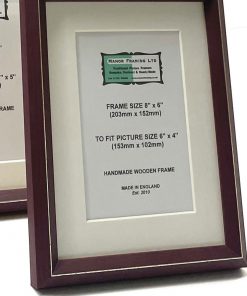 MANOR FRAMING LTD
FRAME SIZE 8" x 6"
(203mm x 152mm)
TO FIT PICTURE SIZE 6" x 4"
(153mm x 102mm)
HANDMADE WOODEN FRAME
MADE IN ENGLAND
Est 2010